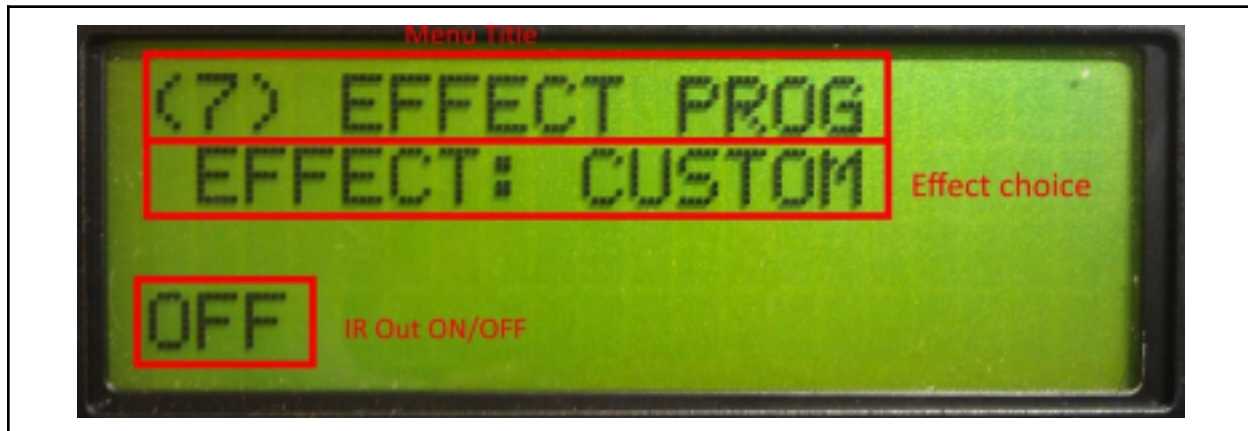 Menu Title
(7) EFFECT PROG
EFFECT: CUSTOM
Effect choice
OFF
IR Out ON/OFF